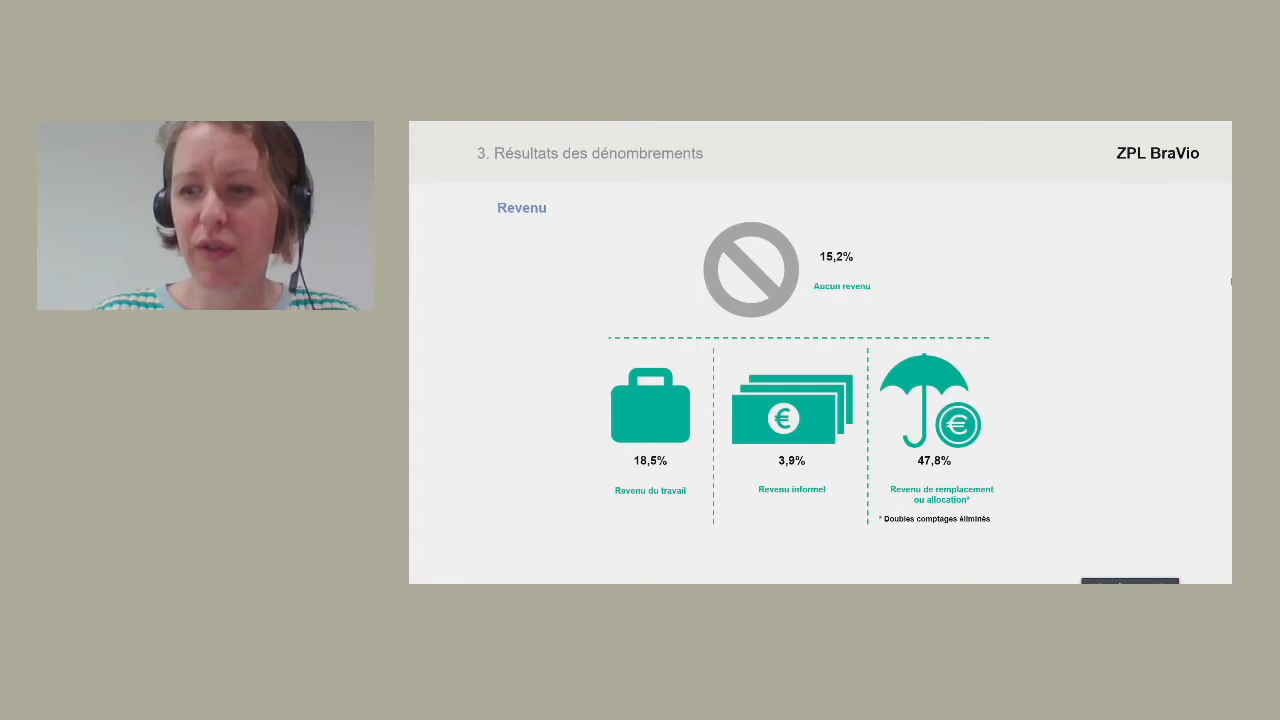 3. Résultats des dénombrements
ZPL BraVio
Revenu
15,2%
Aucun revenu
€
€
18,5%
3,9%
47,8%
Revenu du travail
Revenu informel
Revenu de remplacement
ou allocation*
* Doubles comptages éliminés